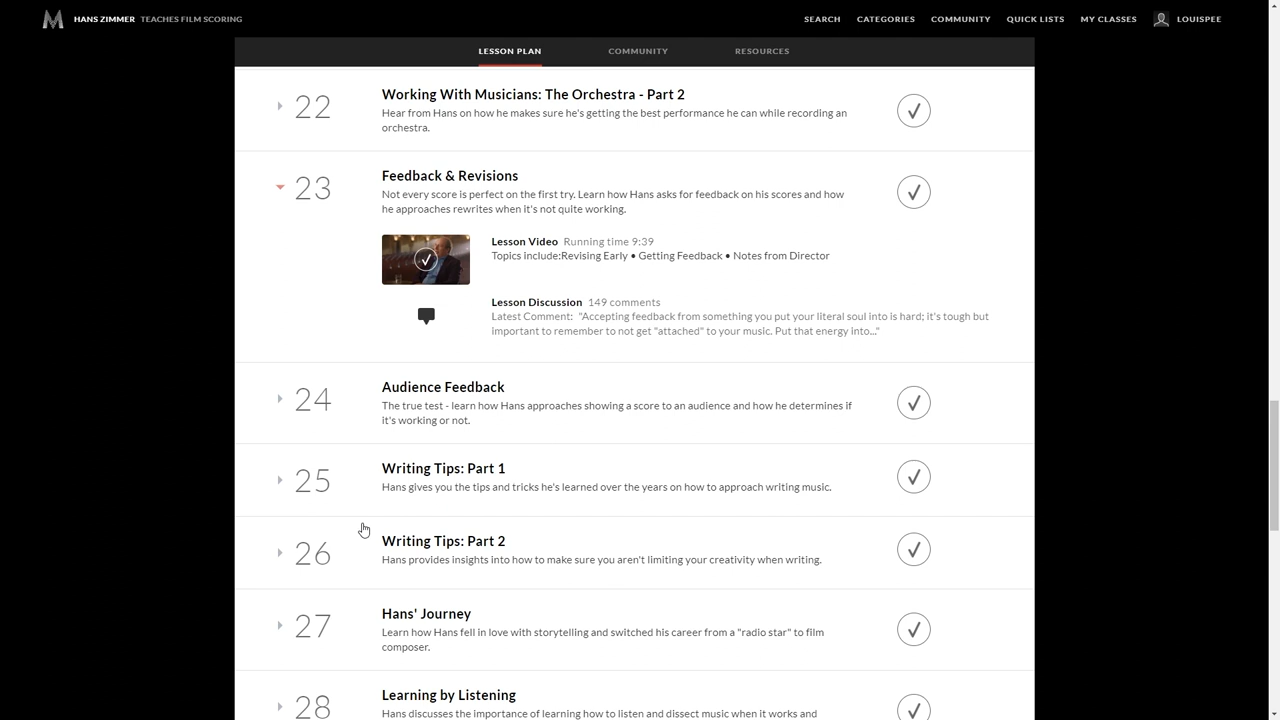 HANS ZIMMER TEACHES FILM SCORING
SEARCH CATEGORIES COMMUNITY QUICK LISTS MY CLASSES LOUISPEE
LESSON PLAN COMMUNITY RESOURCES
22
Working With Musicians: The Orchestra - Part 2
Hear from Hans on how he makes sure he's getting the best performance he can while recording an
orchestra.
23
Feedback & Revisions
Not every score is perfect on the first try. Learn how Hans asks for feedback on his scores and how
he approaches rewrites when it's not quite working.
Lesson Video Running time 9:39
Topics include:Revising Early • Getting Feedback • Notes from Director
Lesson Discussion 149 comments
Latest Comment: "Accepting feedback from something you put your literal soul into is hard; it's tough but
important to remember to not get "attached" to your music. Put that energy into..."
24
Audience Feedback
The true test - learn how Hans approaches showing a score to an audience and how he determines if
it's working or not.
25
Writing Tips: Part 1
Hans gives you the tips and tricks he's learned over the years on how to approach writing music.
26
Writing Tips: Part 2
Hans provides insights into how to make sure you aren't limiting your creativity when writing.
27
Hans' Journey
Learn how Hans fell in love with storytelling and switched his career from a "radio star" to film
composer.
28
Learning by Listening
Hans discusses the importance of learning how to listen and dissect music when it works and